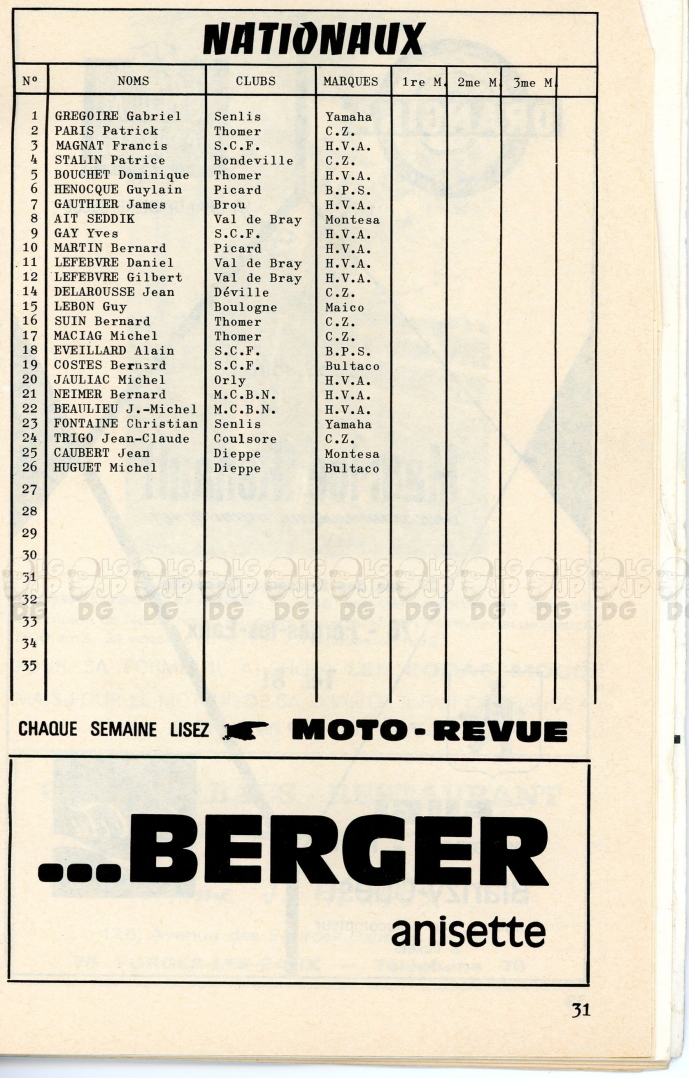 NATIONAUX
N° NOMS CLUBS MARQUES 1re M. 2me M. 3me M.
1 GREGOIRE Gabriel Senlis Yamaha
2 PARIS Patrick Thomer C.Z.
3 MAGNAT Francis S.C.F. H.V.A.
4 STALIN Patrice Bondeville C.Z.
5 BOUCHET Dominique Thomer H.V.A.
6 HENOCQUE Guylain Picard B.P.S.
7 GAUTHIER James Brou H.V.A.
8 AIT SEDDIK Val de Bray Montesa
9 GAY Yves S.C.F. H.V.A.
10 MARTIN Bernard Picard H.V.A.
11 LEFEBVRE Daniel Val de Bray H.V.A.
12 LEFEBVRE Gilbert Val de Bray H.V.A.
14 DELAROUSSE Jean Déville C.Z.
15 LEBON Guy Boulogne Maico
16 SUIN Bernard Thomer C.Z.
17 MACIAG Michel Thomer C.Z.
18 EVEILLARD Alain S.C.F. B.P.S.
19 COSTES Bernard S.C.F. Bultaco
20 JAULIAC Michel Orly H.V.A.
21 NEIMER Bernard M.C.B.N. H.V.A.
22 BEAULIEU J.-Michel M.C.B.N. H.V.A.
23 FONTAINE Christian Senlis Yamaha
24 TRIGO Jean-Claude Coulsore C.Z.
25 CAUBERT Jean Dieppe Montesa
26 HUGUET Michel Dieppe Bultaco
27
28
29
30
31
32
33
34
35
CHAQUE SEMAINE LISEZ MOTO-REVUE
...BERGER
anisette
31